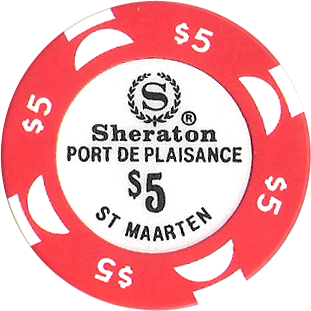 $5
$5
$5
$5
S
®
Sheraton
PORT DE PLAISANCE
$5
ST MAARTEN